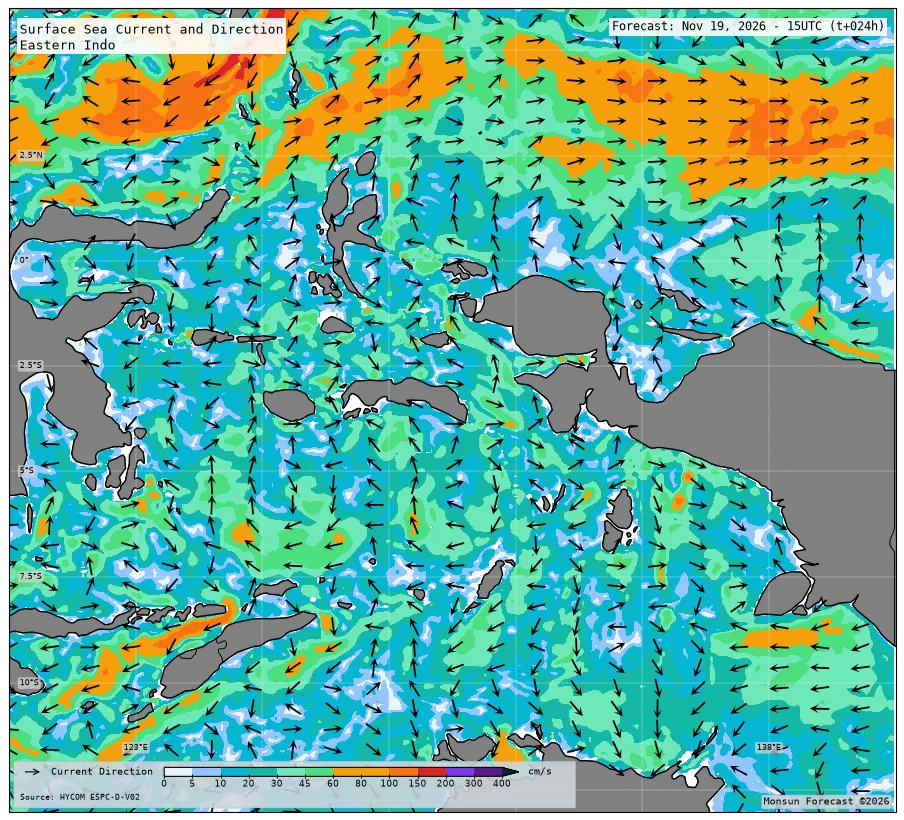 Surface Sea Current and Direction
Eastern Indo
Forecast: Nov 19, 2026 - 15UTC (t+024h)
2.5°N
0°
2.5°S
5°S
7.5°S
10°S
123°E
138°E
Current Direction
0 5 10 20 30 45 60 80 100 150 200 300 400
cm/s
Source: HYCOM ESPC-D-V02
Monsun Forecast ©2026